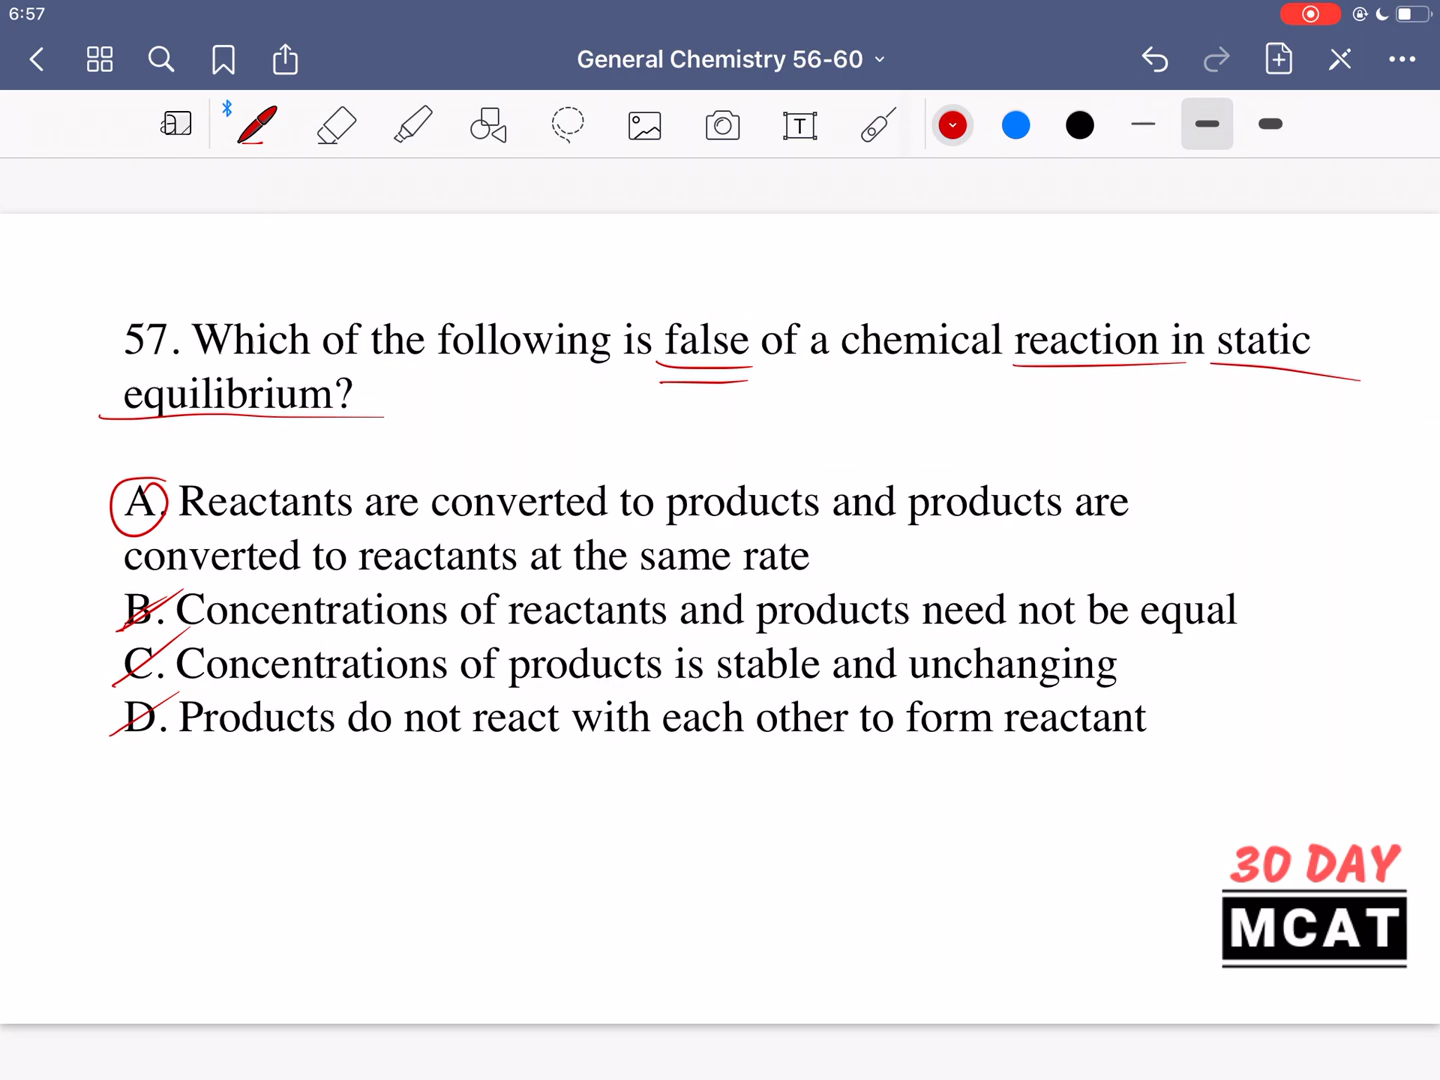 6:57
General Chemistry 56-60
57. Which of the following is false of a chemical reaction in static
equilibrium?
A. Reactants are converted to products and products are
converted to reactants at the same rate
B. Concentrations of reactants and products need not be equal
C. Concentrations of products is stable and unchanging
D. Products do not react with each other to form reactant
30 DAY
MCAT